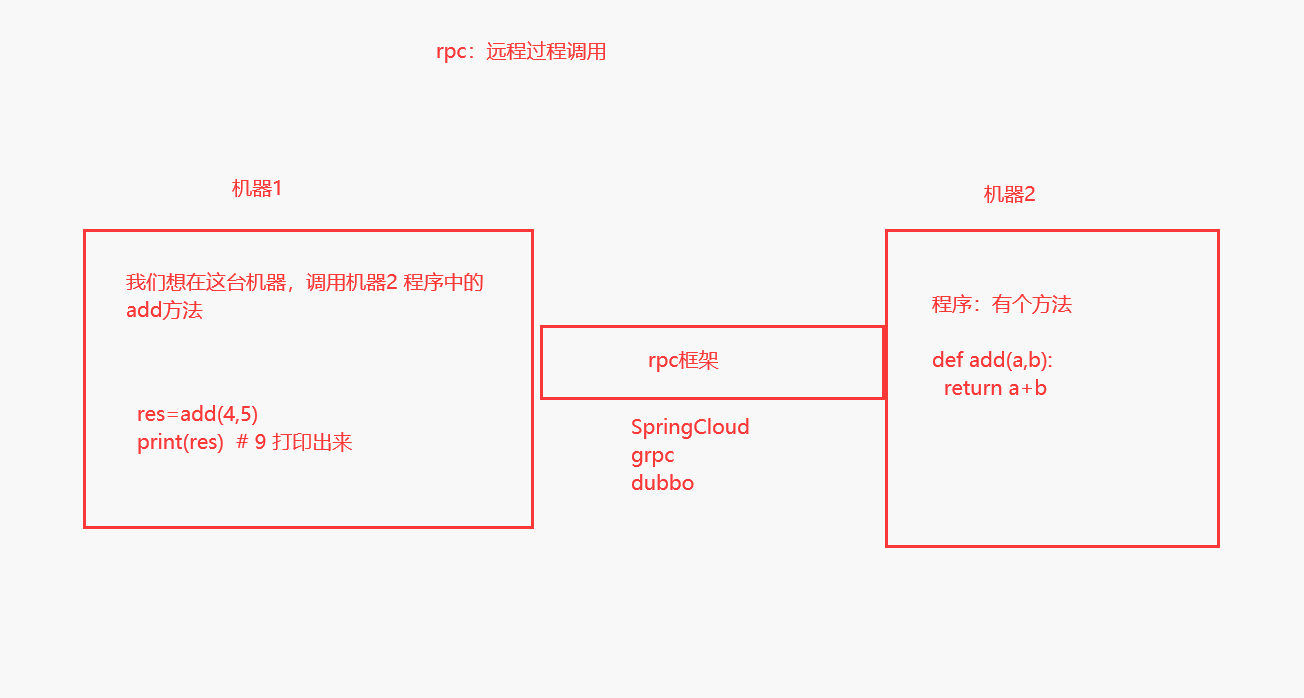 rpc：远程过程调用
机器1
机器2
我们想在这台机器，调用机器2 程序中的
add方法
res=add(4,5)
print(res)  # 9 打印出来
rpc框架
SpringCloud
grpc
dubbo
程序：有个方法
def add(a,b):
  return a+b